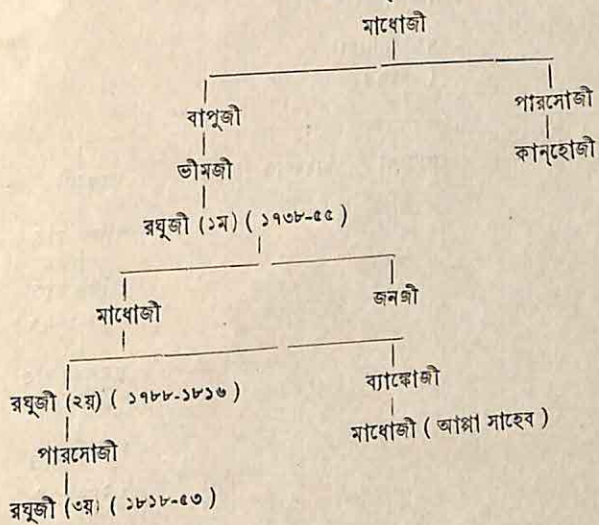 মাধোজী
বাপুজী পারসোজী
ভীমজী কান্‌হোজী
রঘুজী (১ম) ( ১৭৩৮-৫৫)
মাধোজী জনজী
রঘুজী (২য়) ( ১৭৮৮-১৮১৬) ব্যাঙ্কোজী
পারসোজী মাধোজী ( আপ্পা সাহেব )
রঘুজী (৩য়। ( ১৮১৮-৫৩)